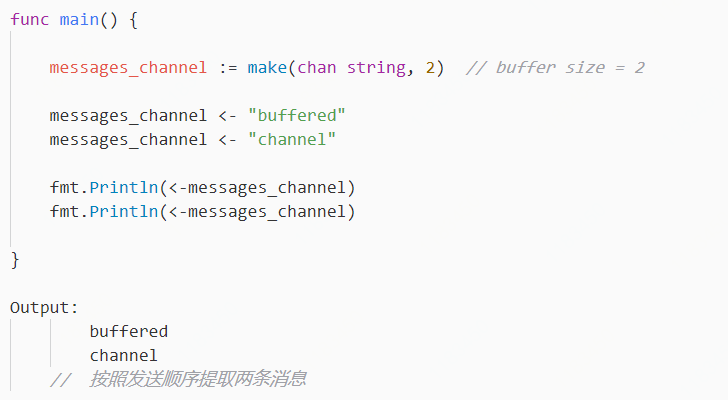 func main() {
messages_channel := make(chan string, 2)  // buffer size = 2
messages_channel <- "buffered"
messages_channel <- "channel"
fmt.Println(<-messages_channel)
fmt.Println(<-messages_channel)
}
Output:
buffered
channel
//  按照发送顺序提取两条消息